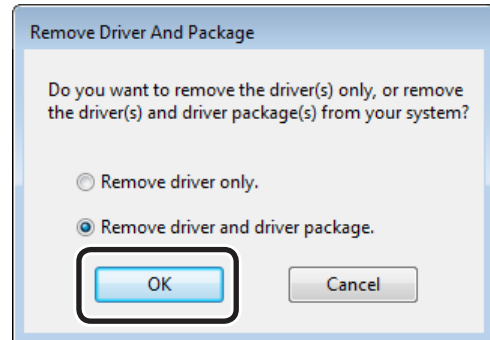 Remove Driver And Package
Do you want to remove the driver(s) only, or remove
the driver(s) and driver package(s) from your system?
Remove driver only.
Remove driver and driver package.
OK
Cancel